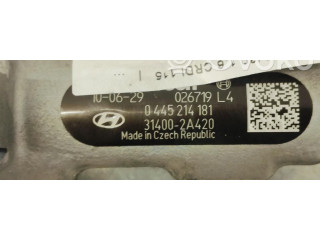 10-06-29 026719 L4
0 445 214 181
31400-2A420
Made in Czech Republic